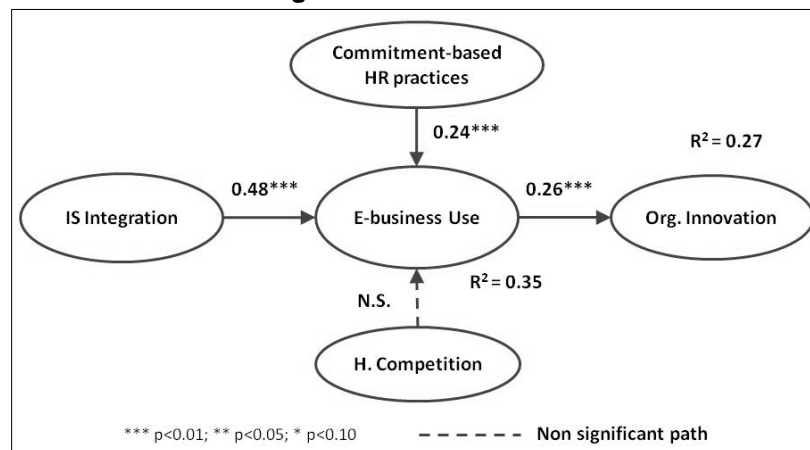 Commitment-based
HR practices
0.24***
R² = 0.27
IS Integration
0.48***
E-business Use
0.26***
Org. Innovation
R² = 0.35
N.S.
H. Competition
*** p<0.01; ** p<0.05; * p<0.10
Non significant path